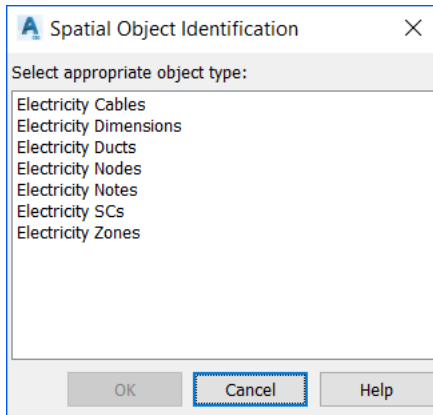 Spatial Object Identification
Select appropriate object type:
Electricity Cables
Electricity Dimensions
Electricity Ducts
Electricity Nodes
Electricity Notes
Electricity SCs
Electricity Zones
OK Cancel Help